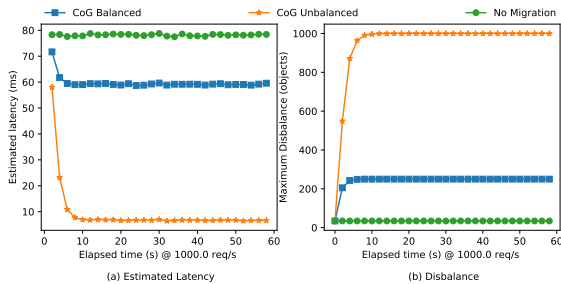 CoG Balanced CoG Unbalanced No Migration
80
70
60
50
40
30
20
10
0 10 20 30 40 50 60
Estimated latency (ms)
Elapsed time (s) @ 1000.0 req/s
(a) Estimated Latency
1000
800
600
400
200
0
0 10 20 30 40 50 60
Maximum Disbalance (objects)
Elapsed time (s) @ 1000.0 req/s
(b) Disbalance